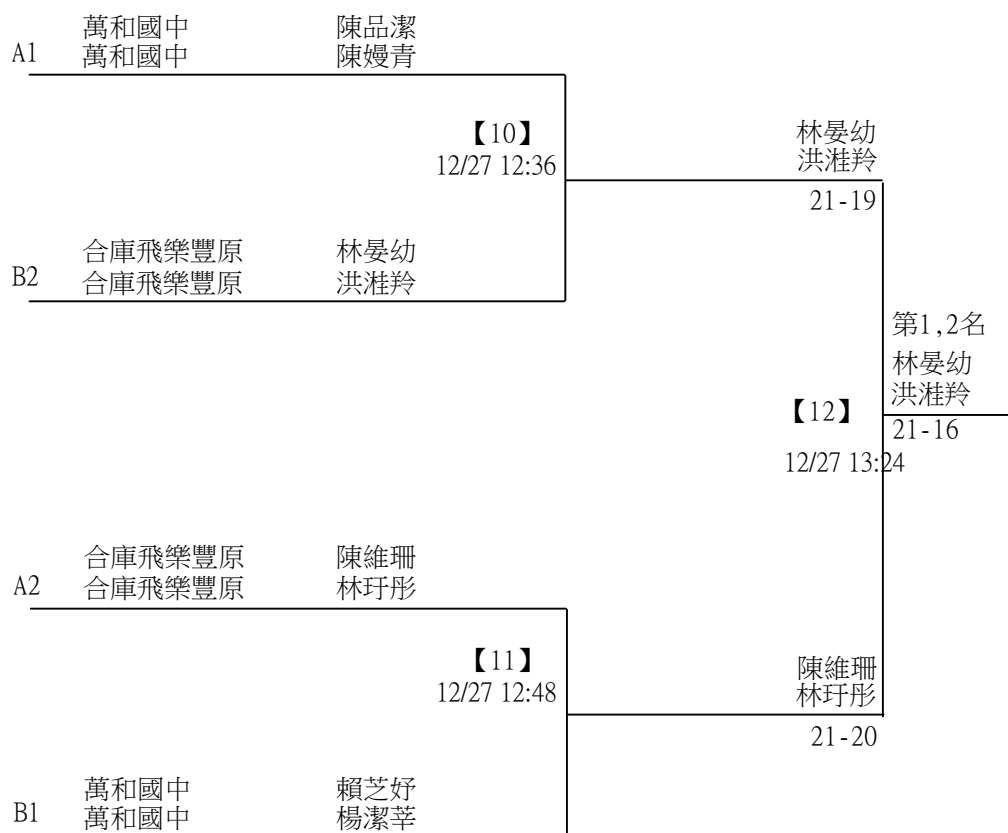 萬和國中 陳品潔
A1 萬和國中 陳嫚青
【10】
12/27 12:36
林晏幼
洪溎羚
21-19
合庫飛樂豐原 林晏幼
B2 合庫飛樂豐原 洪溎羚
第1,2名
林晏幼
洪溎羚
【12】
21-16
12/27 13:24
合庫飛樂豐原 陳維珊
A2 合庫飛樂豐原 林玗彤
【11】
12/27 12:48
陳維珊
林玗彤
21-20
萬和國中 賴芝妤
B1 萬和國中 楊潔莘